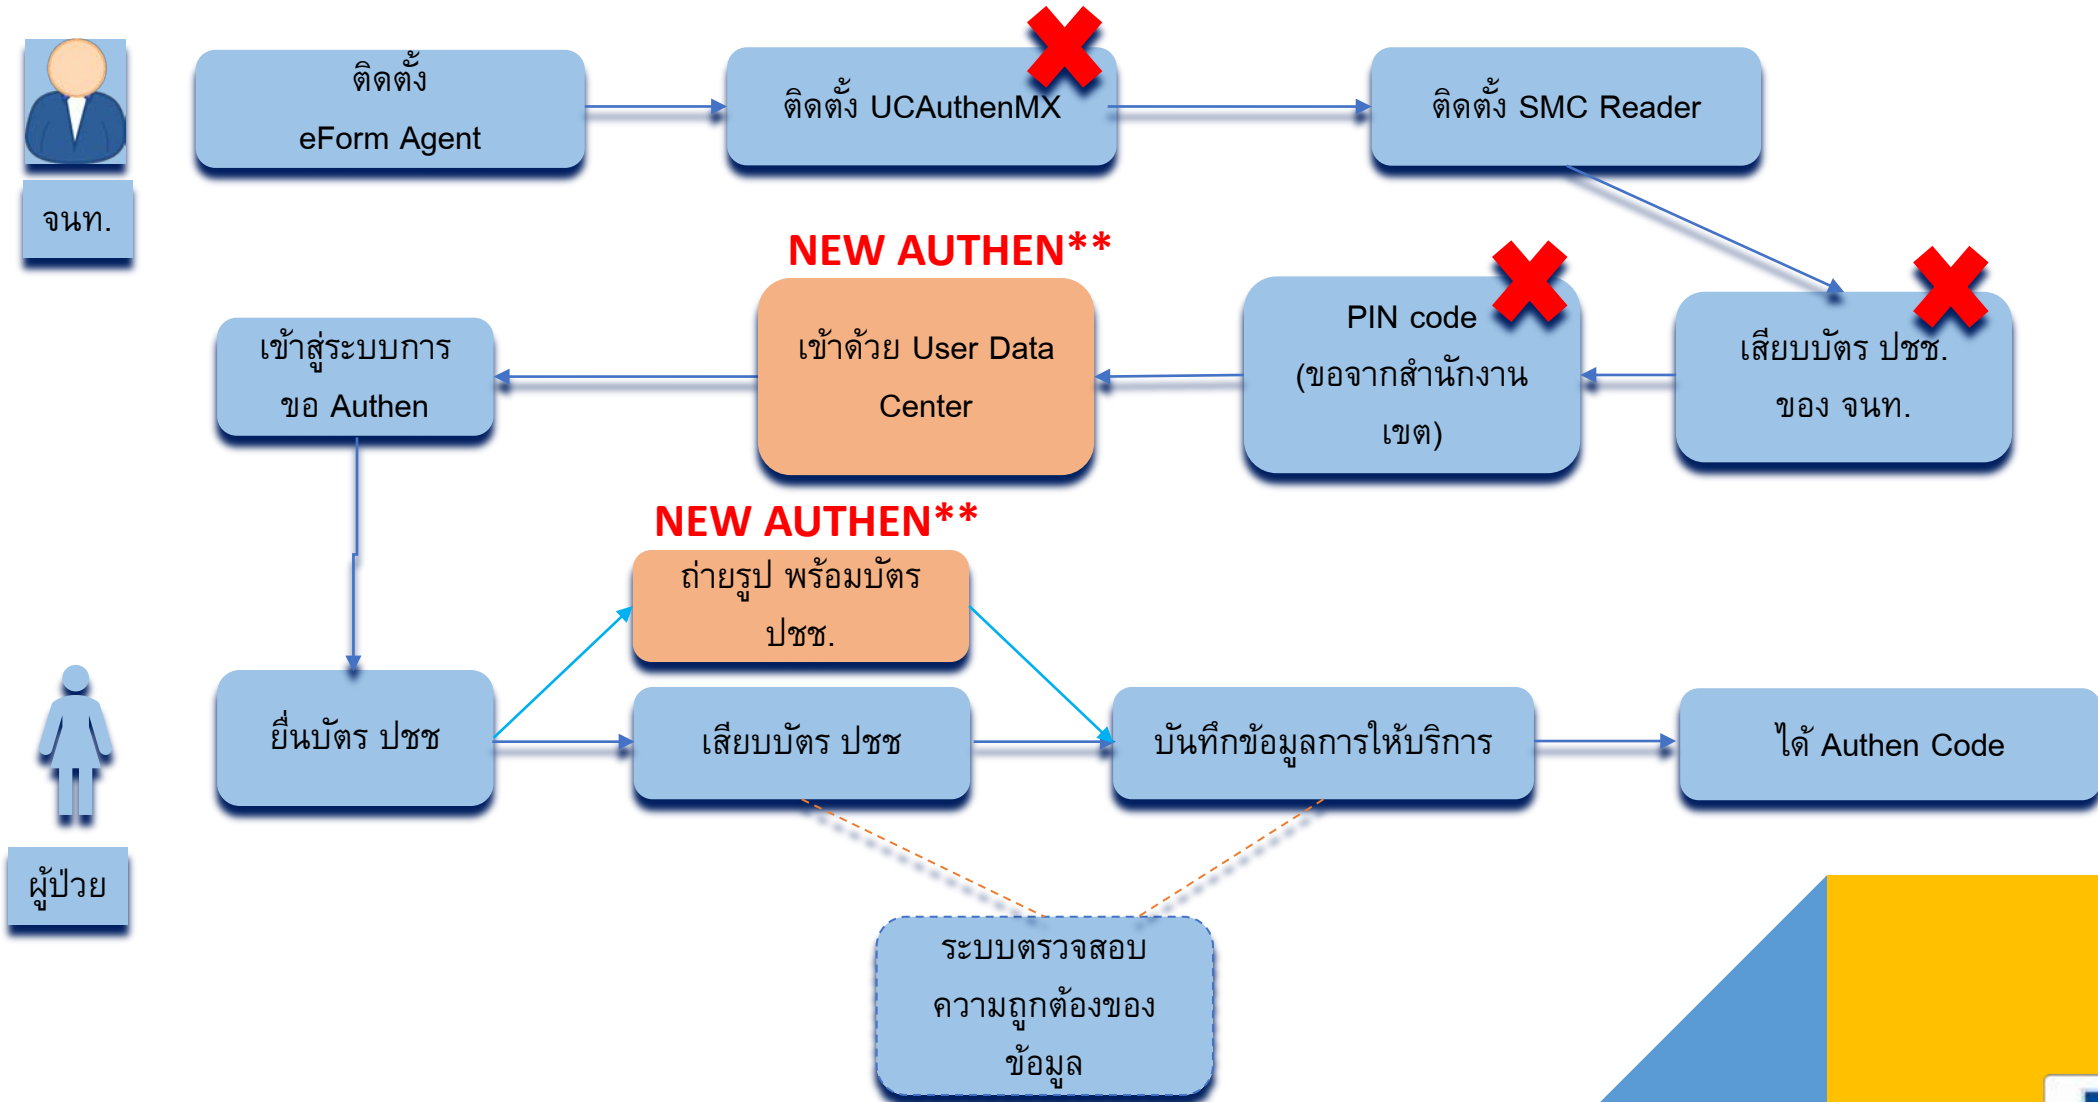 ติดตั้ง
eForm Agent
ติดตั้ง UCAuthenMX
ติดตั้ง SMC Reader
จนท.
NEW AUTHEN**
เข้าสู่ระบบการ
ขอ Authen
เข้าด้วย User Data
Center
PIN code
(ขอจากสำนักงาน
เขต)
เสียบบัตร ปชช.
ของ จนท.
NEW AUTHEN**
ถ่ายรูป พร้อมบัตร
ปชช.
ยื่นบัตร ปชช
เสียบบัตร ปชช
บันทึกข้อมูลการให้บริการ
ได้ Authen Code
ผู้ป่วย
ระบบตรวจสอบ
ความถูกต้องของ
ข้อมูล